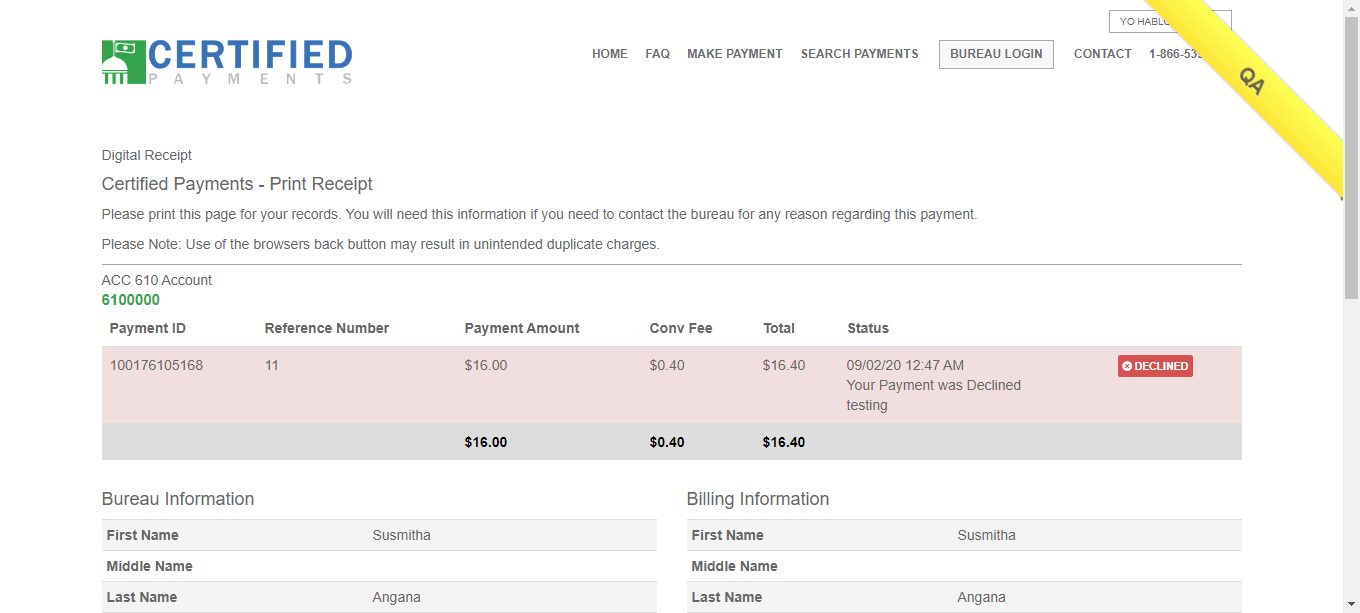 YO HABLO
CERTIFIED
PAYMENTS
HOME FAQ MAKE PAYMENT SEARCH PAYMENTS BUREAU LOGIN CONTACT 1-866-53
QA
Digital Receipt
Certified Payments - Print Receipt
Please print this page for your records. You will need this information if you need to contact the bureau for any reason regarding this payment.
Please Note: Use of the browsers back button may result in unintended duplicate charges.
ACC 610 Account
6100000
Payment ID Reference Number Payment Amount Conv Fee Total Status
100176105168 11 $16.00 $0.40 $16.40 09/02/20 12:47 AM DECLINED
Your Payment was Declined
testing
$16.00 $0.40 $16.40
Bureau Information Billing Information
First Name Susmitha First Name Susmitha
Middle Name Middle Name
Last Name Angana Last Name Angana